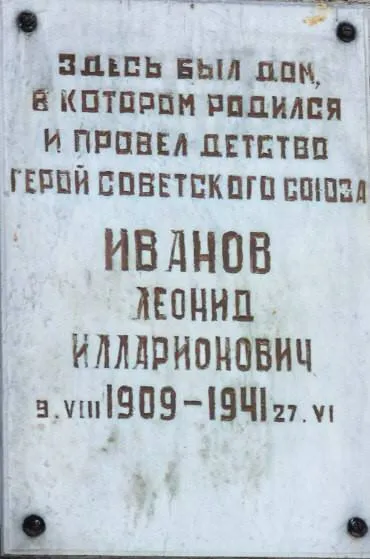 ЗДЕСЬ БЫЛ ДОМ,
В КОТОРОМ РОДИЛСЯ
И ПРОВЕЛ ДЕТСТВО
ГЕРОЙ СОВЕТСКОГО СОЮЗА
ИВАНОВ
ЛЕОНИД
ИЛЛАРИОНОВИЧ
9.VIII 1909–1941 27.VI